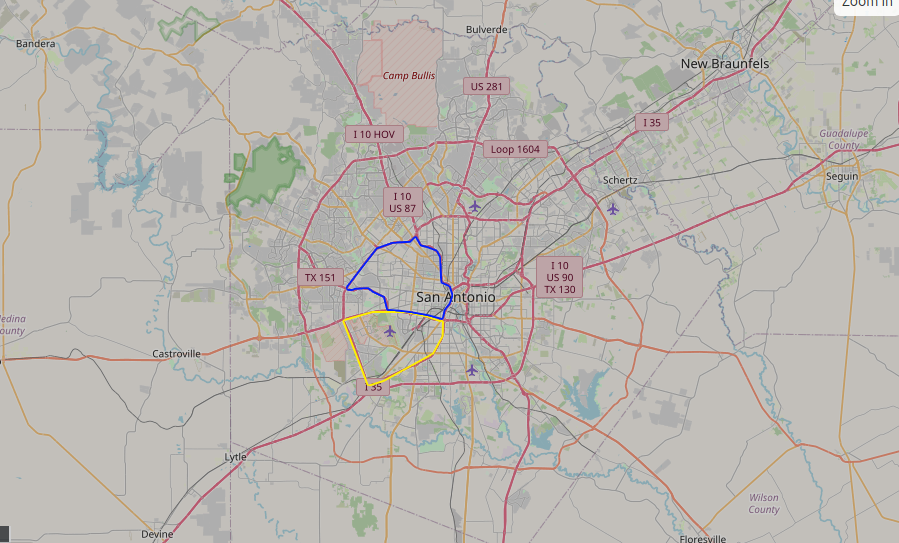 Zoom in
Bandera
Bulverde
New Braunfels
Camp Bullis
US 281
I 35
I 10 HOV
Loop 1604
Guadalupe
County
Schertz
Seguin
I 10
US 87
I 10
US 90
TX 130
TX 151
San Antonio
edina
ounty
Castroville
I 35
Lytle
Wilson
County
Devine
Floresville